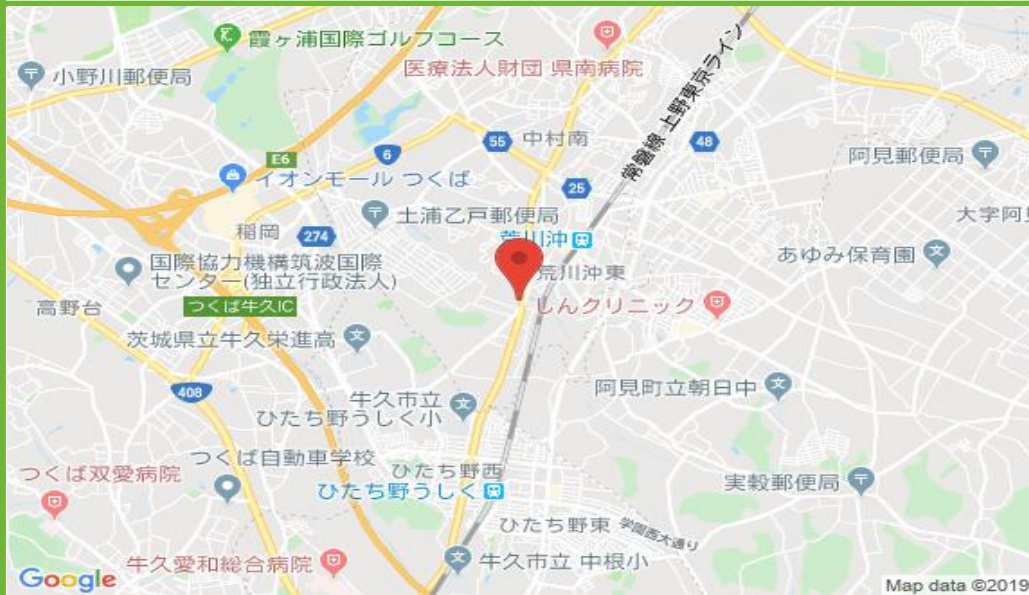 霞ヶ浦国際ゴルフコース
小野川郵便局
医療法人財団 県南病院
常磐線 上野東京ライン
55
中村南
48
6
E6
阿見郵便局
イオンモール つくば
25
土浦乙戸郵便局
稲岡
274
荒川沖
あゆみ保育園
国際協力機構筑波国際
センター(独立行政法人)
荒川沖東
高野台
つくば牛久IC
しんクリニック
茨城県立牛久栄進高
408
阿見町立朝日中
牛久市立
ひたち野うしく小
つくば自動車学校
ひたち野西
つくば双愛病院
ひたち野うしく
実穀郵便局
ひたち野東
学園西大通り
牛久愛和総合病院
牛久市立 中根小
Google
Map data ©2019